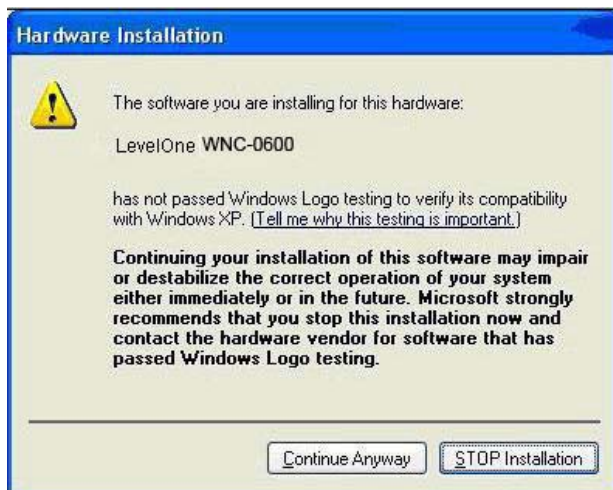 Hardware Installation
The software you are installing for this hardware:
LevelOne WNC-0600
has not passed Windows Logo testing to verify its compatibility
with Windows XP. (Tell me why this testing is important.)
Continuing your installation of this software may impair
or destabilize the correct operation of your system
either immediately or in the future. Microsoft strongly
recommends that you stop this installation now and
contact the hardware vendor for software that has
passed Windows Logo testing.
Continue Anyway
STOP Installation